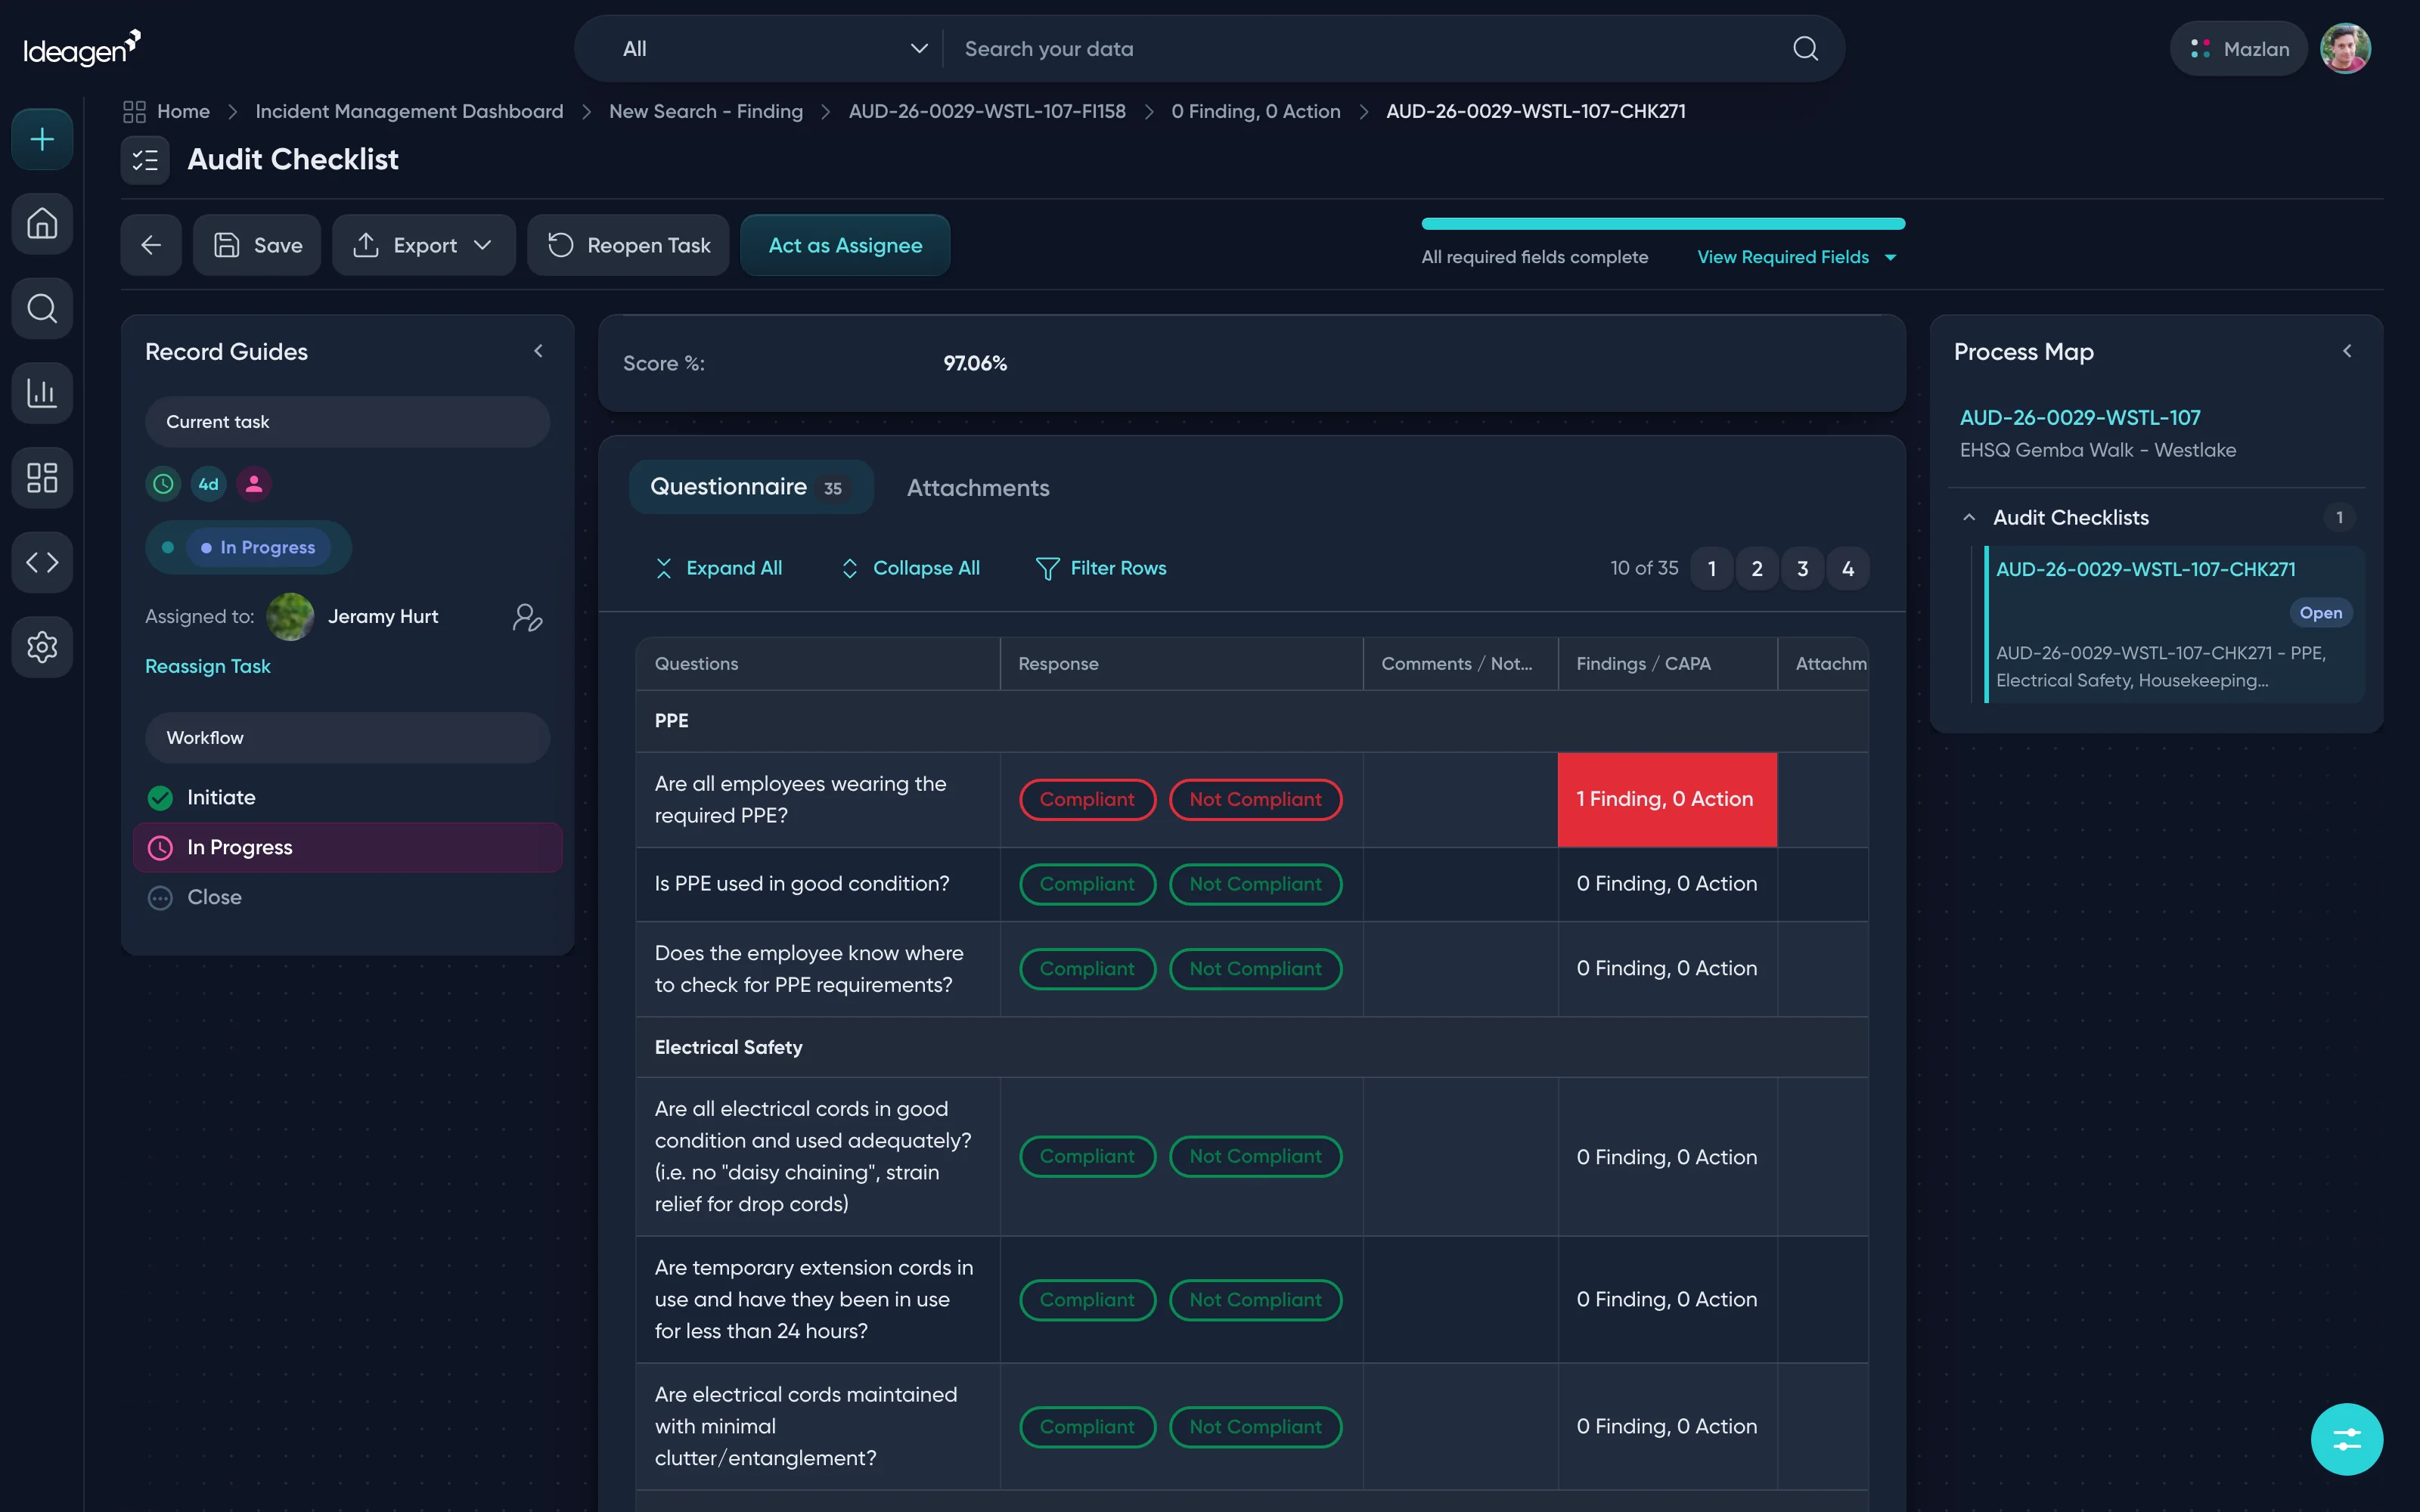 Ideagen
All
Search your data
Mazlan
Home
Incident Management Dashboard
New Search - Finding
AUD-26-0029-WSTL-107-FI158
0 Finding, 0 Action
AUD-26-0029-WSTL-107-CHK271
Audit Checklist
Save
Export
Reopen Task
Act as Assignee
All required fields complete
View Required Fields
Record Guides
Current task
4d
In Progress
Assigned to:
Jeramy Hurt
Reassign Task
Workflow
Initiate
In Progress
Close
Score %:
97.06%
Questionnaire 35
Attachments
Expand All
Collapse All
Filter Rows
10 of 35
1
2
3
4
Questions
Response
Comments / Not...
Findings / CAPA
Attachm
PPE
Are all employees wearing the
required PPE?
Compliant
Not Compliant
1 Finding, 0 Action
Is PPE used in good condition?
Compliant
Not Compliant
0 Finding, 0 Action
Does the employee know where
to check for PPE requirements?
Compliant
Not Compliant
0 Finding, 0 Action
Electrical Safety
Are all electrical cords in good
condition and used adequately?
(i.e. no "daisy chaining", strain
relief for drop cords)
Compliant
Not Compliant
0 Finding, 0 Action
Are temporary extension cords in
use and have they been in use
for less than 24 hours?
Compliant
Not Compliant
0 Finding, 0 Action
Are electrical cords maintained
with minimal
clutter/entanglement?
Compliant
Not Compliant
0 Finding, 0 Action
Process Map
AUD-26-0029-WSTL-107
EHSQ Gemba Walk - Westlake
Audit Checklists
1
AUD-26-0029-WSTL-107-CHK271
Open
AUD-26-0029-WSTL-107-CHK271 - PPE,
Electrical Safety, Housekeeping...